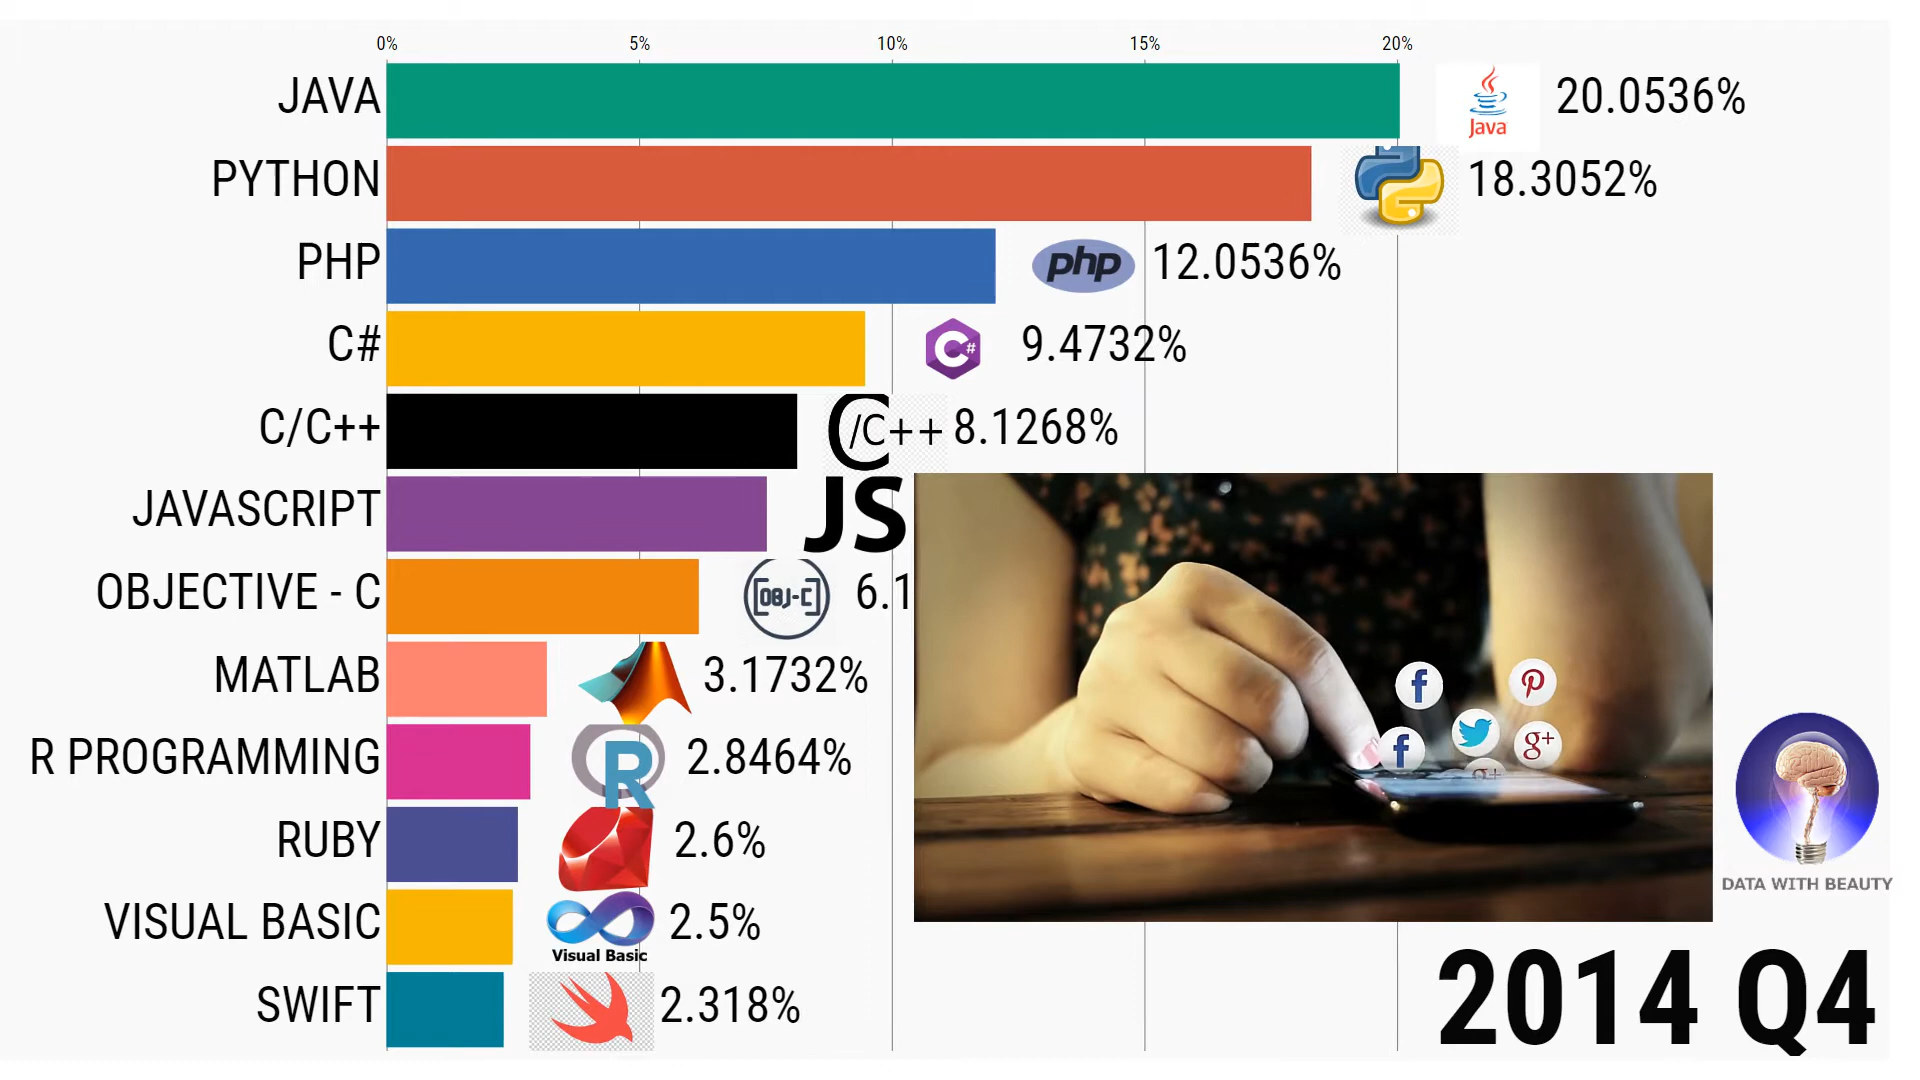 0% 5% 10% 15% 20%
JAVA Java 20.0536%
PYTHON 18.3052%
PHP php 12.0536%
C# C# 9.4732%
C/C++ C/C++ 8.1268%
JAVASCRIPT JS
OBJECTIVE - C [OBJ-C] 6.1
MATLAB 3.1732%
R PROGRAMMING R 2.8464%
RUBY 2.6%
VISUAL BASIC Visual Basic 2.5%
SWIFT 2.318%
f
p
f
g+
g+
DATA WITH BEAUTY
2014 Q4